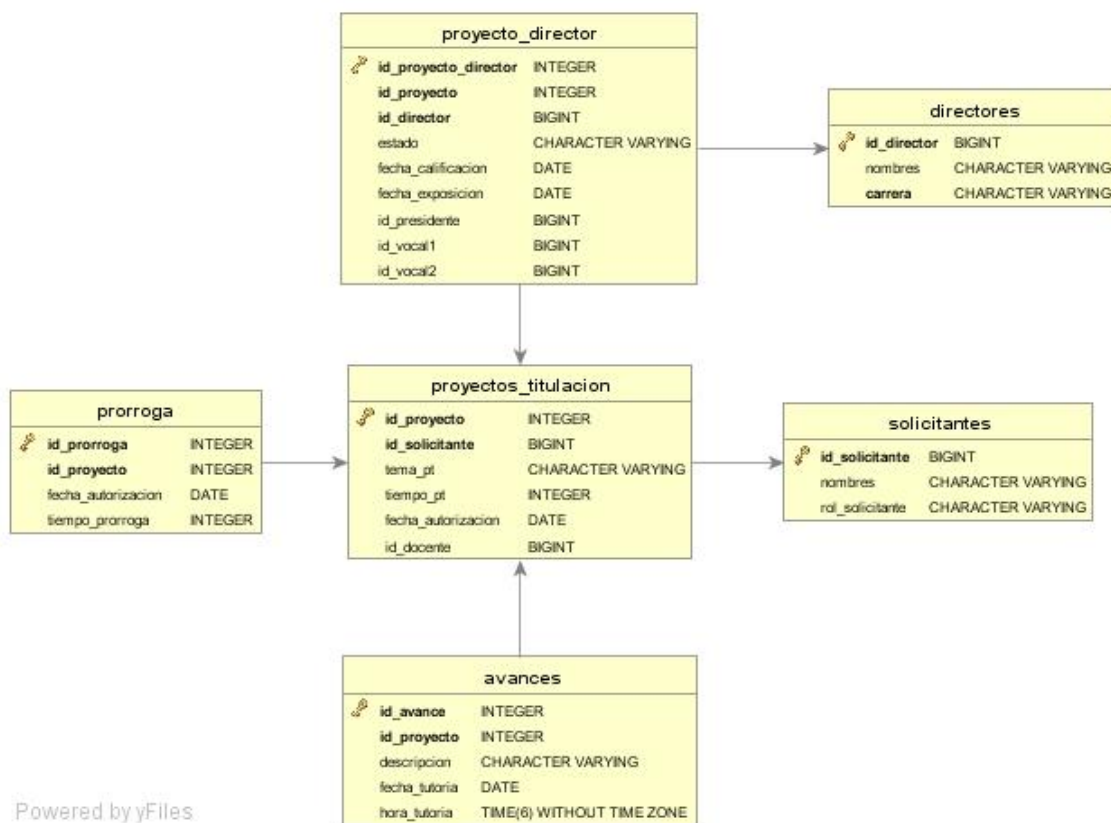 proyecto_director
id_proyecto_director INTEGER
id_proyecto INTEGER
id_director BIGINT
estado CHARACTER VARYING
fecha_calificacion DATE
fecha_exposicion DATE
id_presidente BIGINT
id_vocal1 BIGINT
id_vocal2 BIGINT
directores
id_director BIGINT
nombres CHARACTER VARYING
carrera CHARACTER VARYING
prorroga
id_prorroga INTEGER
id_proyecto INTEGER
fecha_autorizacion DATE
tiempo_prorroga INTEGER
proyectos_titulacion
id_proyecto INTEGER
id_solicitante BIGINT
tema_pt CHARACTER VARYING
tiempo_pt INTEGER
fecha_autorizacion DATE
id_docente BIGINT
solicitantes
id_solicitante BIGINT
nombres CHARACTER VARYING
rol_solicitante CHARACTER VARYING
avances
id_avance INTEGER
id_proyecto INTEGER
descripcion CHARACTER VARYING
fecha_tutoria DATE
hora_tutoria TIME(6) WITHOUT TIME ZONE
Powered by yFiles